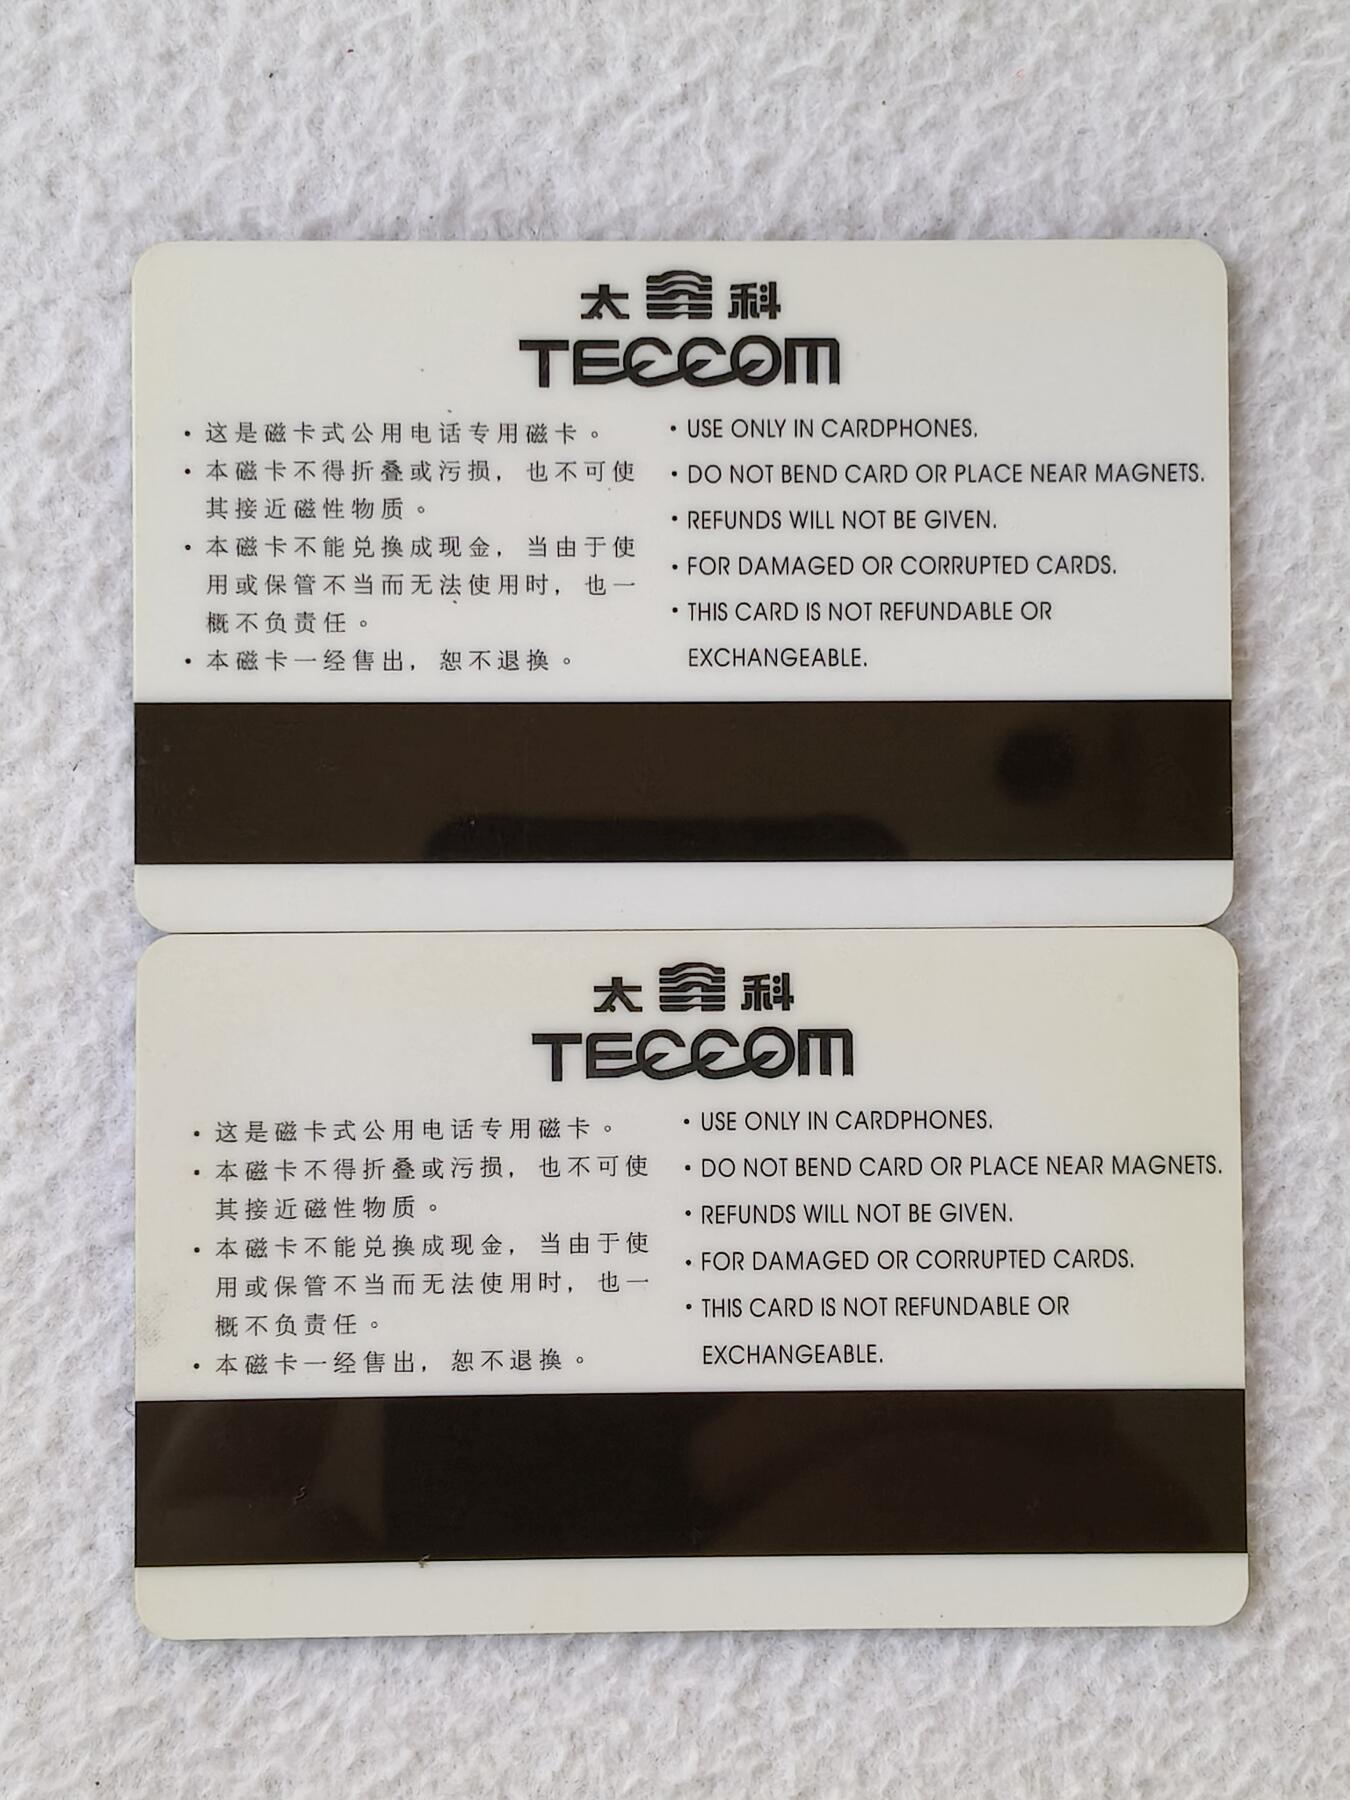 太 科
TECCOM
• 这是磁卡式公用电话专用磁卡。
• 本磁卡不得折叠或污损，也不可使
其接近磁性物质。
• 本磁卡不能兑换成现金，当由于使
用或保管不当而无法使用时，也一
概不负责任。
• 本磁卡一经售出，恕不退换。
• USE ONLY IN CARDPHONES.
• DO NOT BEND CARD OR PLACE NEAR MAGNETS.
• REFUNDS WILL NOT BE GIVEN.
• FOR DAMAGED OR CORRUPTED CARDS.
• THIS CARD IS NOT REFUNDABLE OR
EXCHANGEABLE.
太 科
TECCOM
• 这是磁卡式公用电话专用磁卡。
• 本磁卡不得折叠或污损，也不可使
其接近磁性物质。
• 本磁卡不能兑换成现金，当由于使
用或保管不当而无法使用时，也一
概不负责任。
• 本磁卡一经售出，恕不退换。
• USE ONLY IN CARDPHONES.
• DO NOT BEND CARD OR PLACE NEAR MAGNETS.
• REFUNDS WILL NOT BE GIVEN.
• FOR DAMAGED OR CORRUPTED CARDS.
• THIS CARD IS NOT REFUNDABLE OR
EXCHANGEABLE.